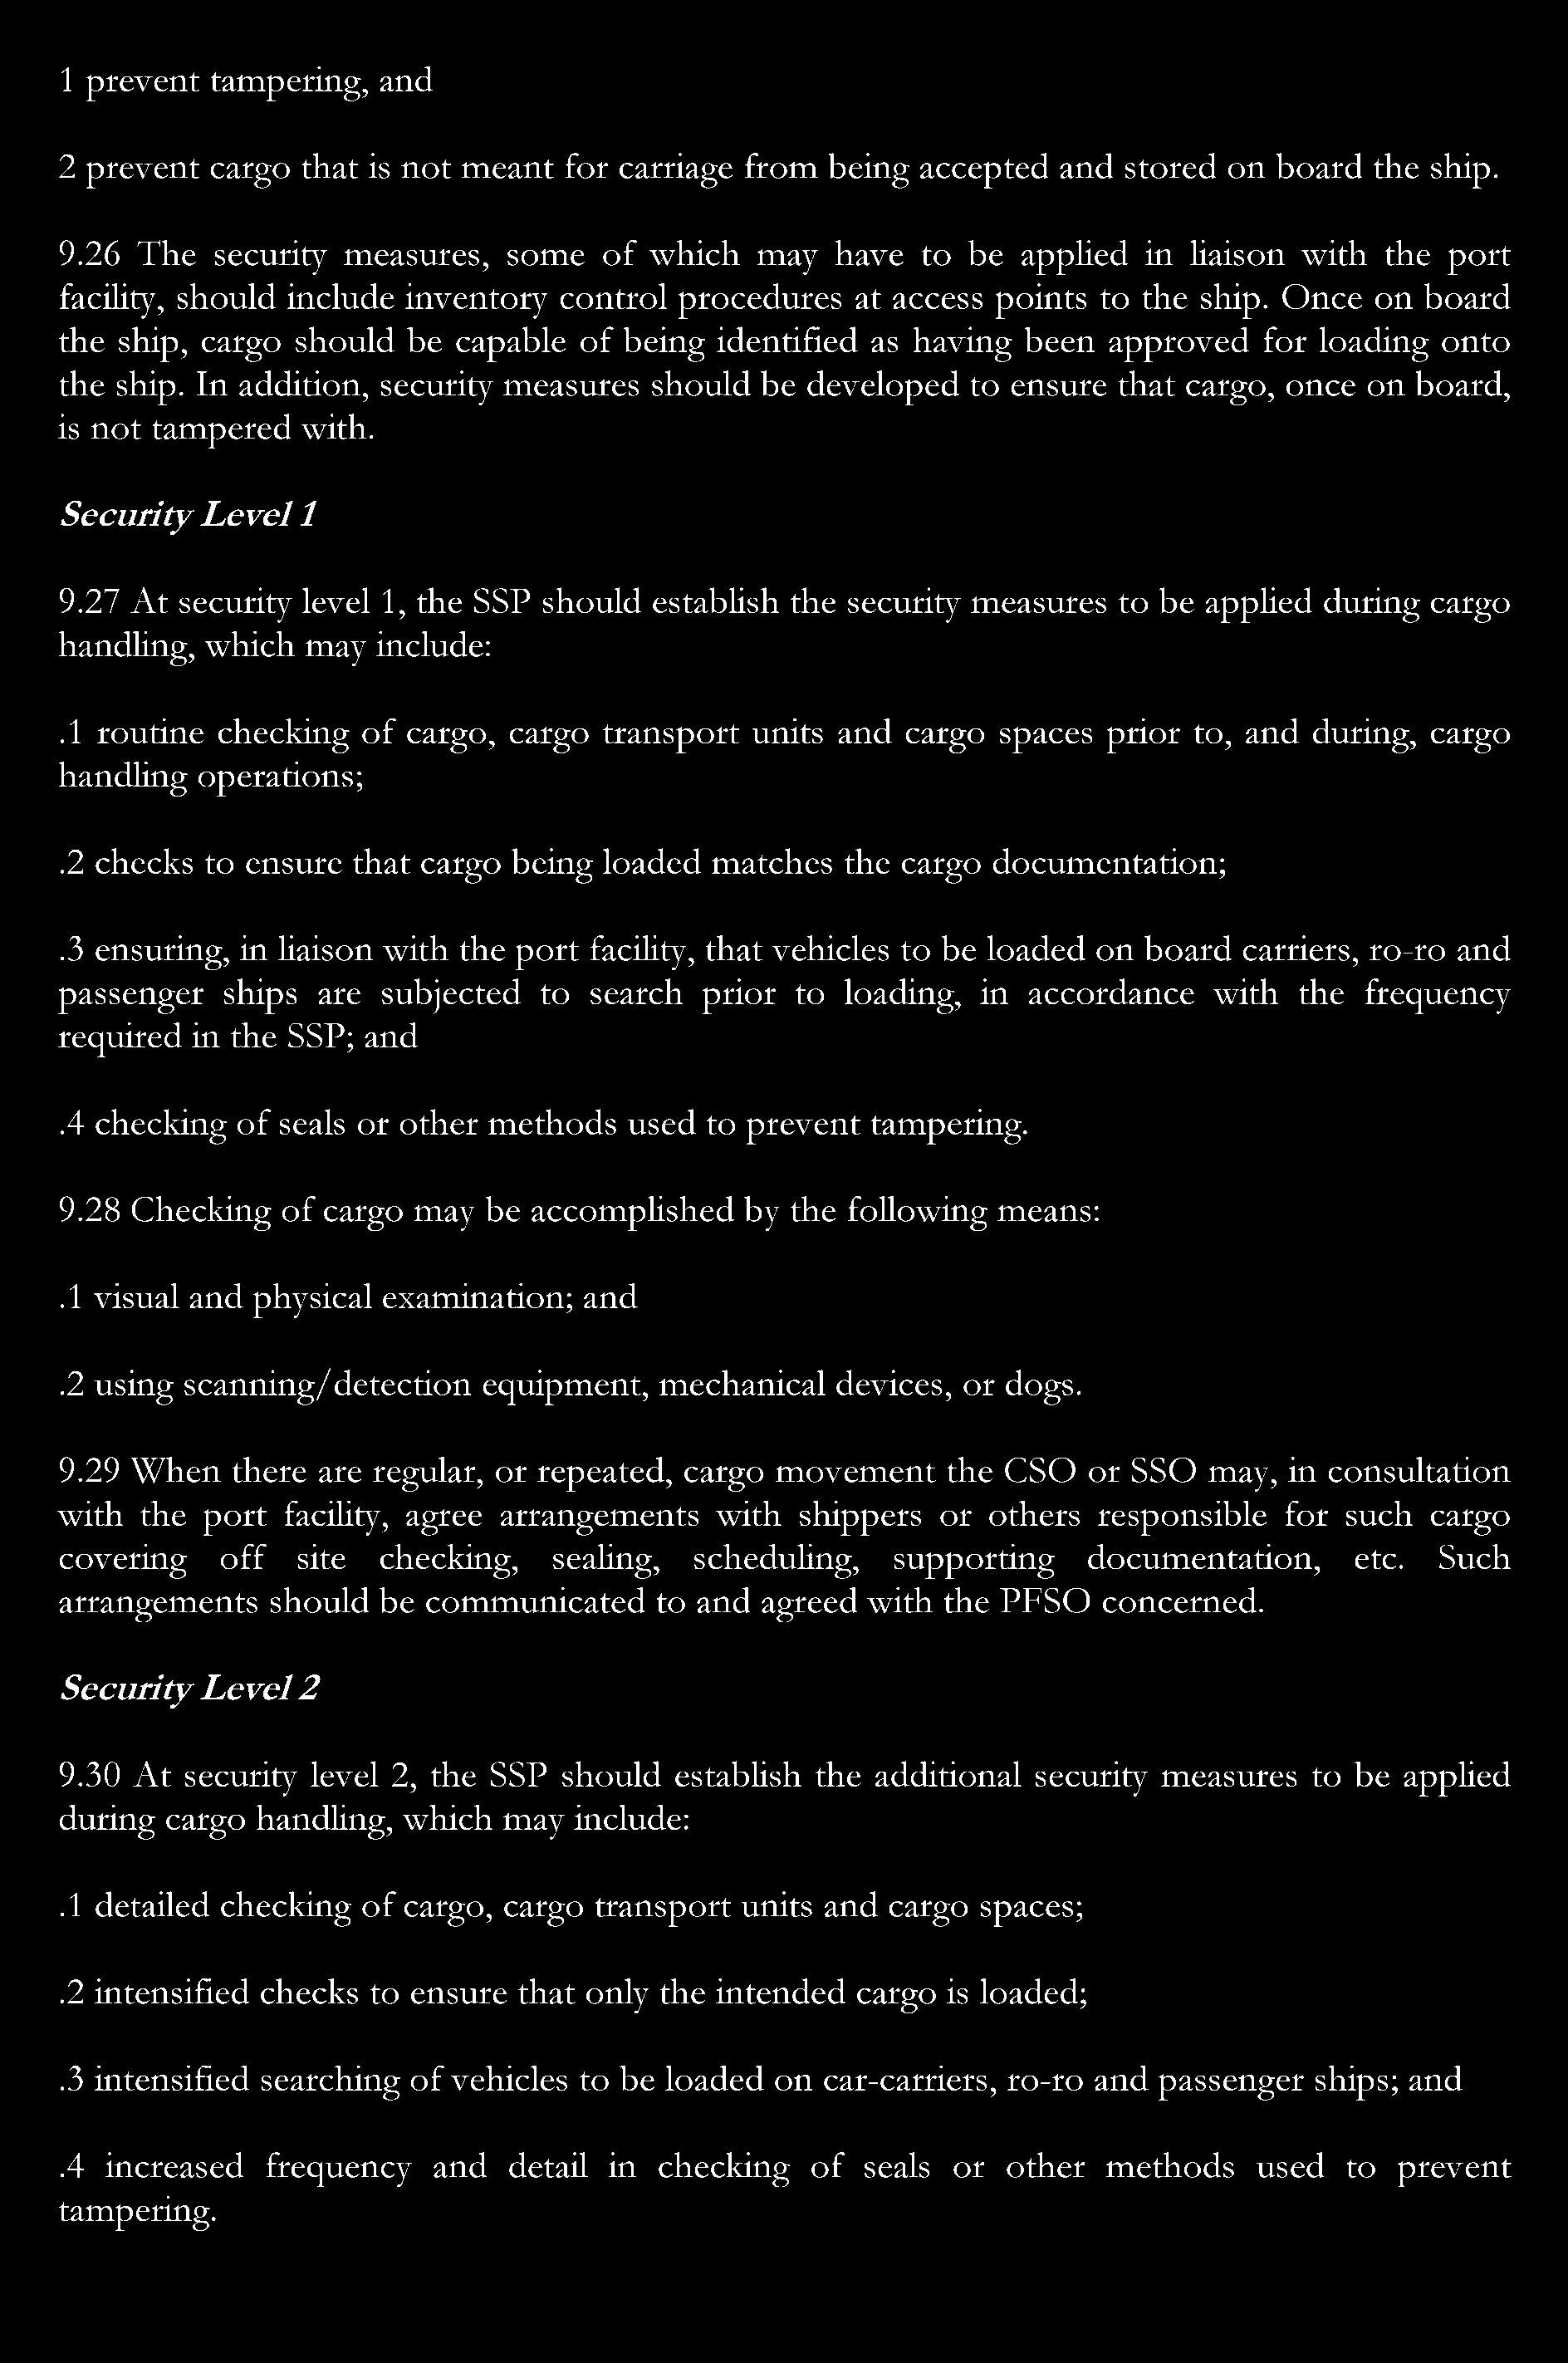 1 prevent tampering, and
2 prevent cargo that is not meant for carriage from being accepted and stored on board the ship.
9.26 The security measures, some of which may have to be applied in liaison with the port
facility, should include inventory control procedures at access points to the ship. Once on board
the ship, cargo should be capable of being identified as having been approved for loading onto
the ship. In addition, security measures should be developed to ensure that cargo, once on board,
is not tampered with.
Security Level 1
9.27 At security level 1, the SSP should establish the security measures to be applied during cargo
handling, which may include:
.1 routine checking of cargo, cargo transport units and cargo spaces prior to, and during, cargo
handling operations;
.2 checks to ensure that cargo being loaded matches the cargo documentation;
.3 ensuring, in liaison with the port facility, that vehicles to be loaded on board carriers, ro-ro and
passenger ships are subjected to search prior to loading, in accordance with the frequency
required in the SSP; and
.4 checking of seals or other methods used to prevent tampering.
9.28 Checking of cargo may be accomplished by the following means:
.1 visual and physical examination; and
.2 using scanning/detection equipment, mechanical devices, or dogs.
9.29 When there are regular, or repeated, cargo movement the CSO or SSO may, in consultation
with the port facility, agree arrangements with shippers or others responsible for such cargo
covering off site checking, sealing, scheduling, supporting documentation, etc. Such
arrangements should be communicated to and agreed with the PFSO concerned.
Security Level 2
9.30 At security level 2, the SSP should establish the additional security measures to be applied
during cargo handling, which may include:
.1 detailed checking of cargo, cargo transport units and cargo spaces;
.2 intensified checks to ensure that only the intended cargo is loaded;
.3 intensified searching of vehicles to be loaded on car-carriers, ro-ro and passenger ships; and
.4 increased frequency and detail in checking of seals or other methods used to prevent
tampering.